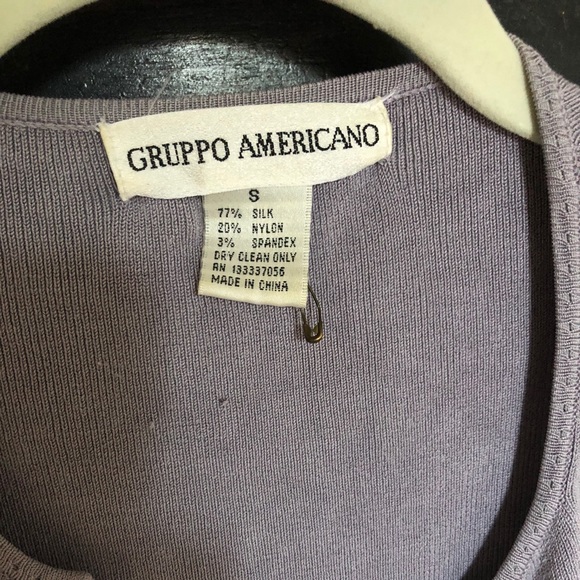 GRUPPO AMERICANO
S
77% SILK
20% NYLON
3% SPANDEX
DRY CLEAN ONLY
RN 133337056
MADE IN CHINA